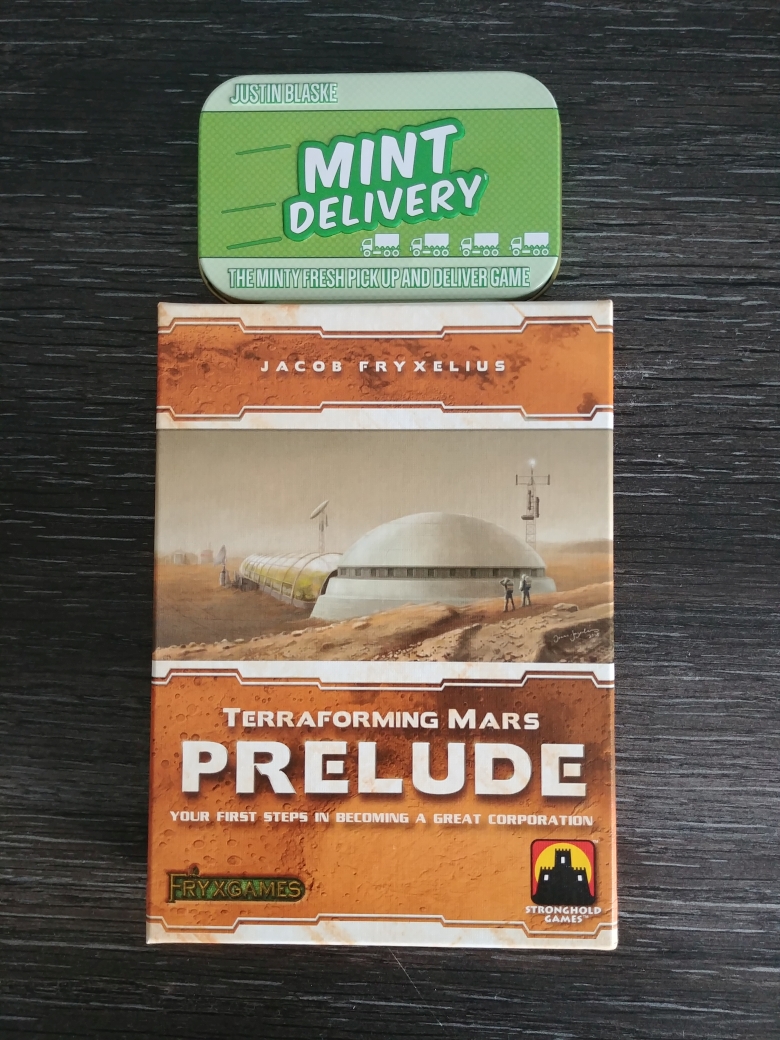 JUSTIN BLASKE
MINT
DELIVERY
THE MINTY FRESH PICK UP AND DELIVER GAME
JACOB FRYXELIUS
TERRAFORMING MARS
PRELUDE
YOUR FIRST STEPS IN BECOMING A GREAT CORPORATION
FRYXGAMES
STRONGHOLD
GAMES™